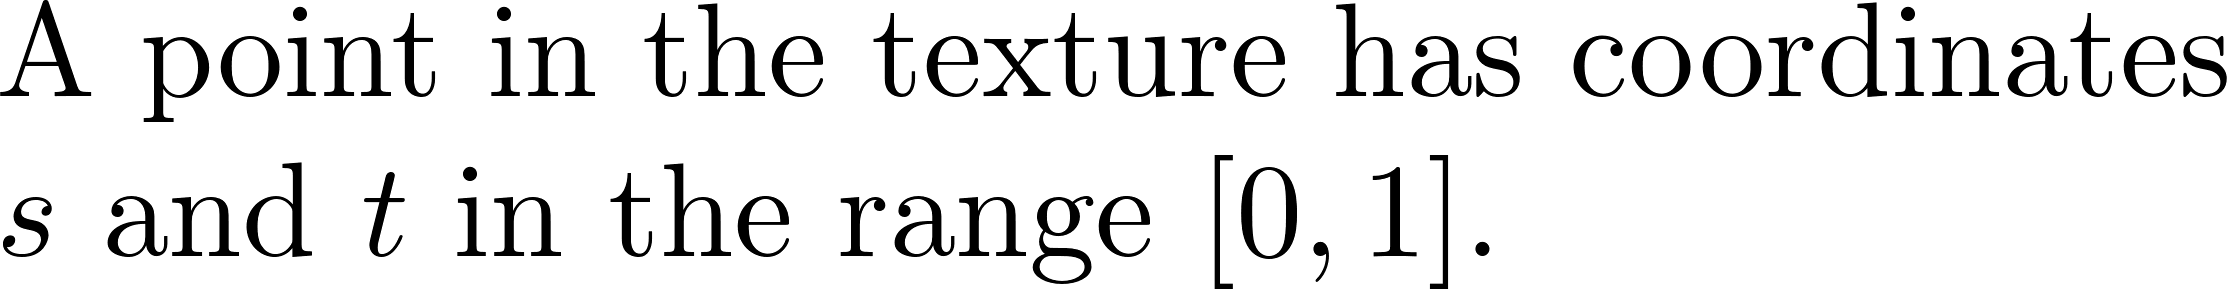 A point in the texture has coordinates
s and t in the range [0, 1].